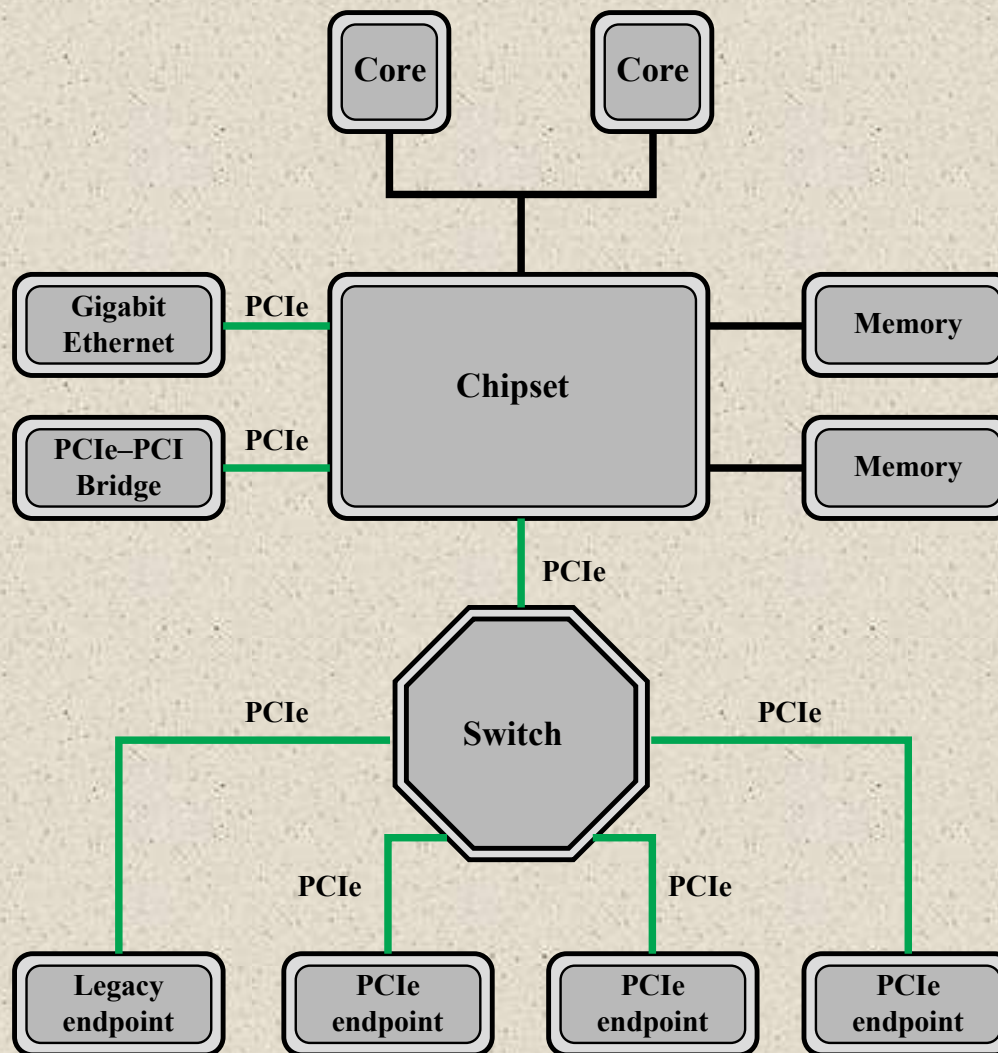 Core
Core
Gigabit
Ethernet
PCIe
Chipset
Memory
PCIe–PCI
Bridge
PCIe
Memory
PCIe
Switch
PCIe
PCIe
PCIe
PCIe
Legacy
endpoint
PCIe
endpoint
PCIe
endpoint
PCIe
endpoint